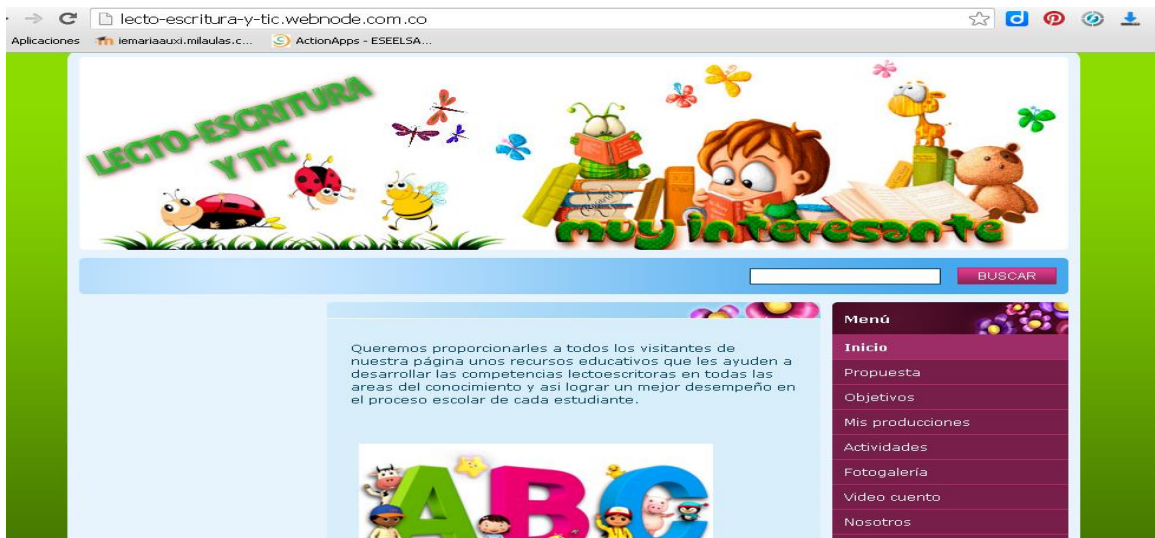 lecto-escritura-y-tic.webnode.com.co
Aplicaciones iemariaauxi.milaulas.c... ActionApps - ESEELSA...
LECTO-ESCRITURA
Y TIC
muy interesante
BUSCAR
Queremos proporcionarles a todos los visitantes de
nuestra página unos recursos educativos que les ayuden a
desarrollar las competencias lectoescritoras en todas las
areas del conocimiento y asi lograr un mejor desempeño en
el proceso escolar de cada estudiante.
ABC
Menú
Inicio
Propuesta
Objetivos
Mis producciones
Actividades
Fotogalería
Video cuento
Nosotros